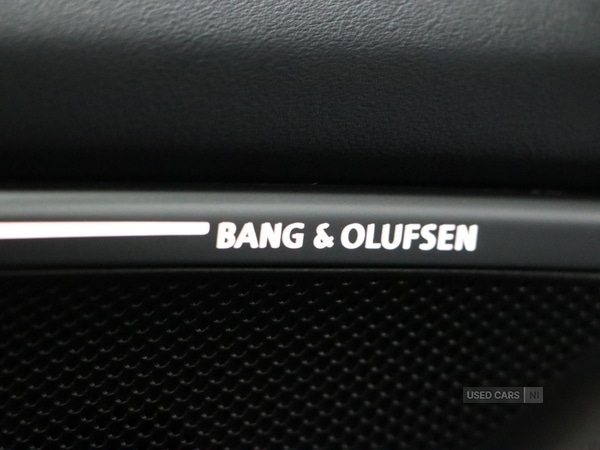 BANG & OLUFSEN
USED CARS NI